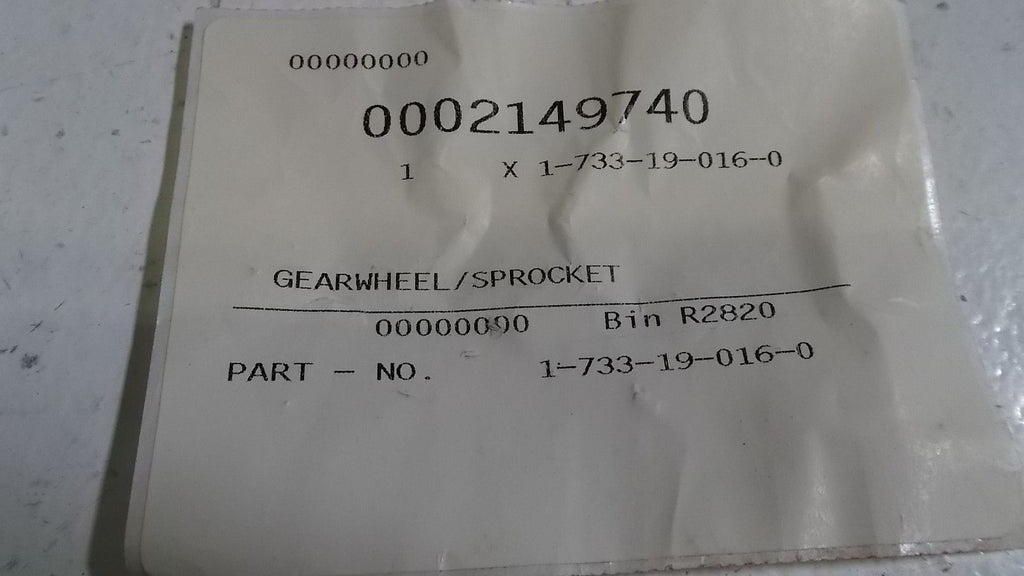 00000000
0002149740
1 X 1-733-19-016-0
GEARWHEEL/SPROCKET
00000000 Bin R2820
PART - NO. 1-733-19-016-0